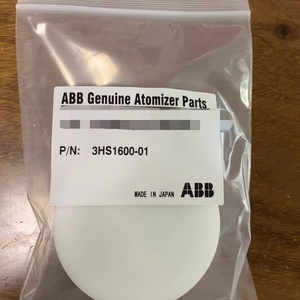 ABB Genuine Atomizer Parts
P/N: 3HS1600-01
MADE IN JAPAN ABB